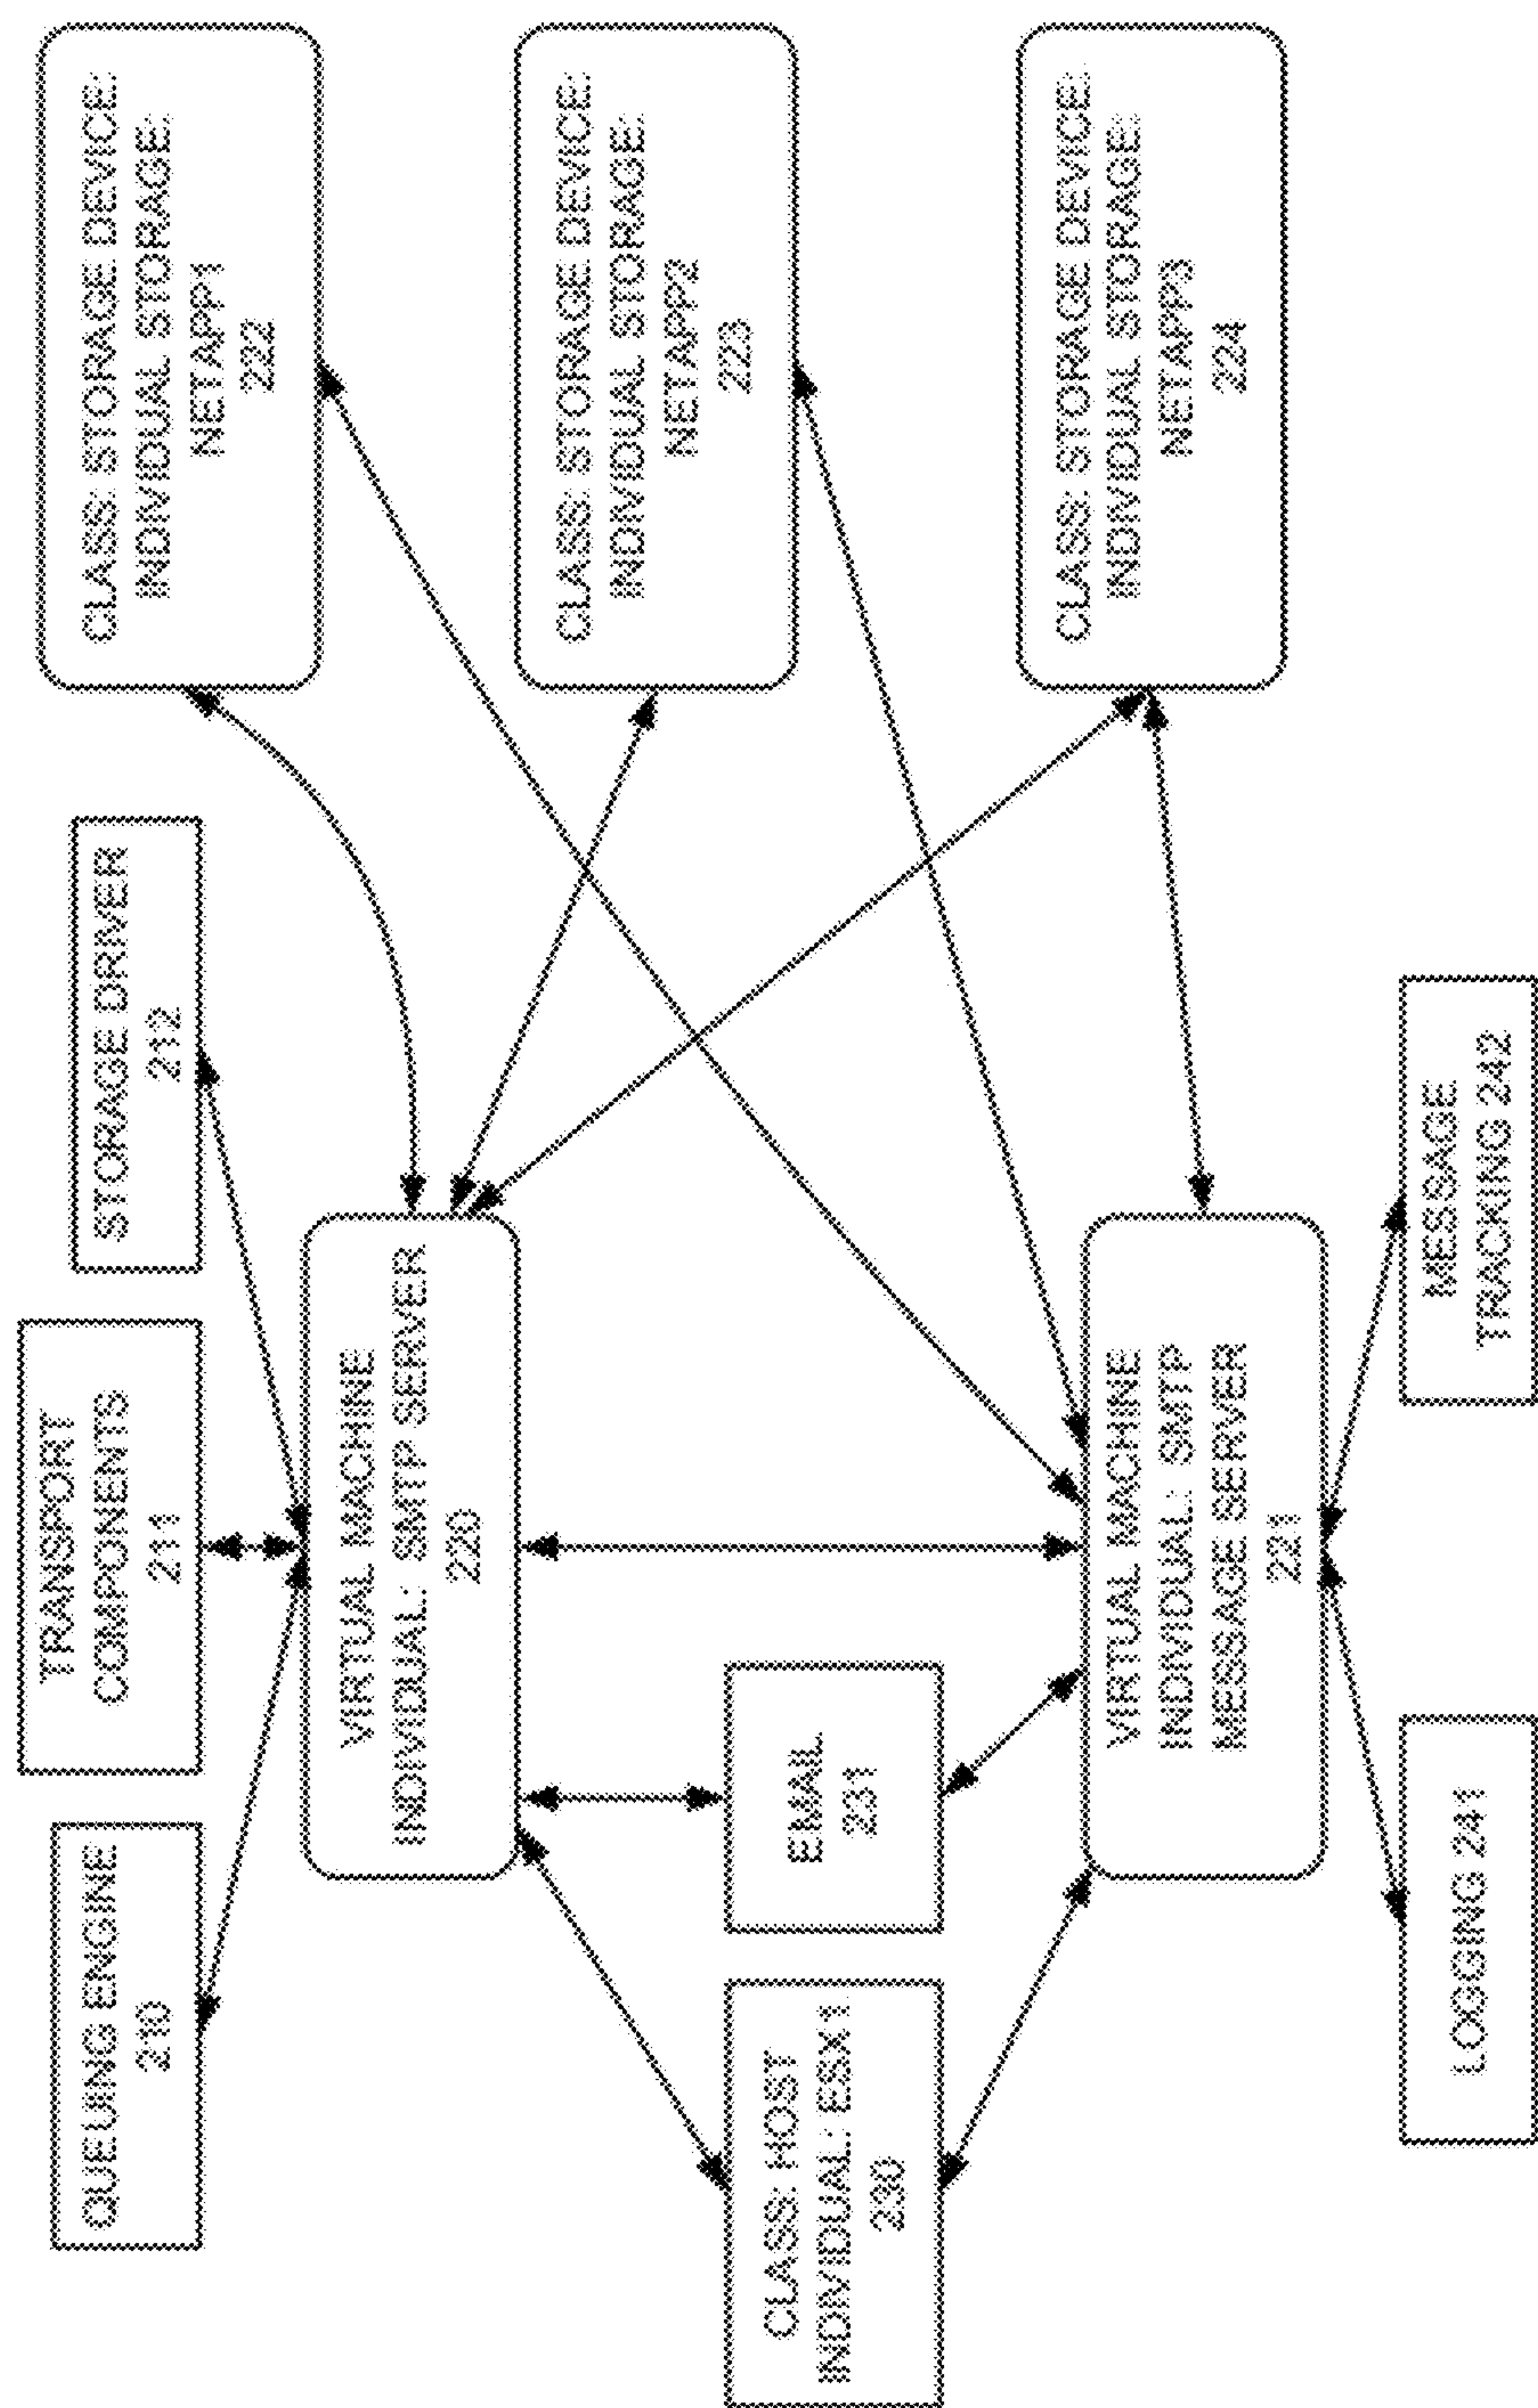 QUEUING ENGINE
210
TRANSPORT
COMPONENTS
211
STORAGE DRIVER
212
CLASS: STORAGE DEVICE:
INDIVIDUAL STORAGE:
NETAPP1
222
VIRTUAL MACHINE
INDIVIDUAL: SMTP SERVER
220
CLASS: STORAGE DEVICE:
INDIVIDUAL STORAGE:
NETAPP2
223
CLASS: HOST
INDIVIDUAL: ESX1
230
EMAIL
231
VIRTUAL MACHINE
INDIVIDUAL: SMTP
MESSAGE SERVER
221
CLASS: STORAGE DEVICE:
INDIVIDUAL STORAGE:
NETAPP3
224
LOGGING 241
MESSAGE
TRACKING 242